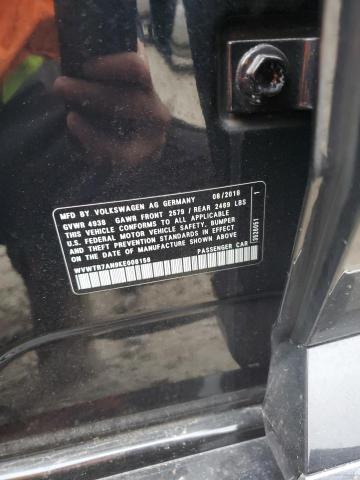 MFD BY VOLKSWAGEN AG GERMANY 08/2018
GVWR 4938 GAWR FRONT 2579 / REAR 2469 LBS
THIS VEHICLE CONFORMS TO ALL APPLICABLE
U.S. FEDERAL MOTOR VEHICLE SAFETY, BUMPER
AND THEFT PREVENTION STANDARDS IN EFFECT ON THE
DATE OF MANUFACTURE SHOWN ABOVE.
PASSENGER CAR